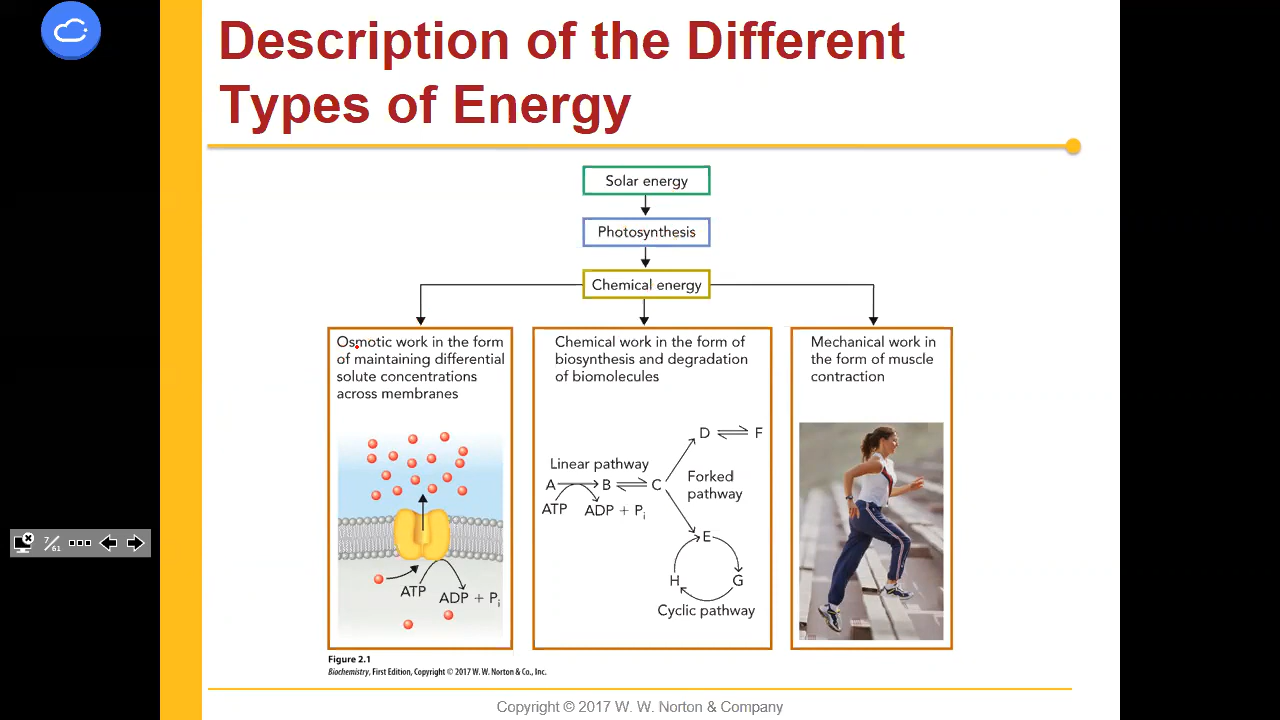 Description of the Different
Types of Energy
Solar energy
Photosynthesis
Chemical energy
Osmotic work in the form
of maintaining differential
solute concentrations
across membranes
ATP
ADP + Pi
Chemical work in the form of
biosynthesis and degradation
of biomolecules
D F
Linear pathway
A B C
Forked
pathway
ATP ADP + Pi
E
H G
Cyclic pathway
Mechanical work in
the form of muscle
contraction
7/61
Figure 2.1
Biochemistry, First Edition, Copyright © 2017 W. W. Norton & Co., Inc.
Copyright © 2017 W. W. Norton & Company